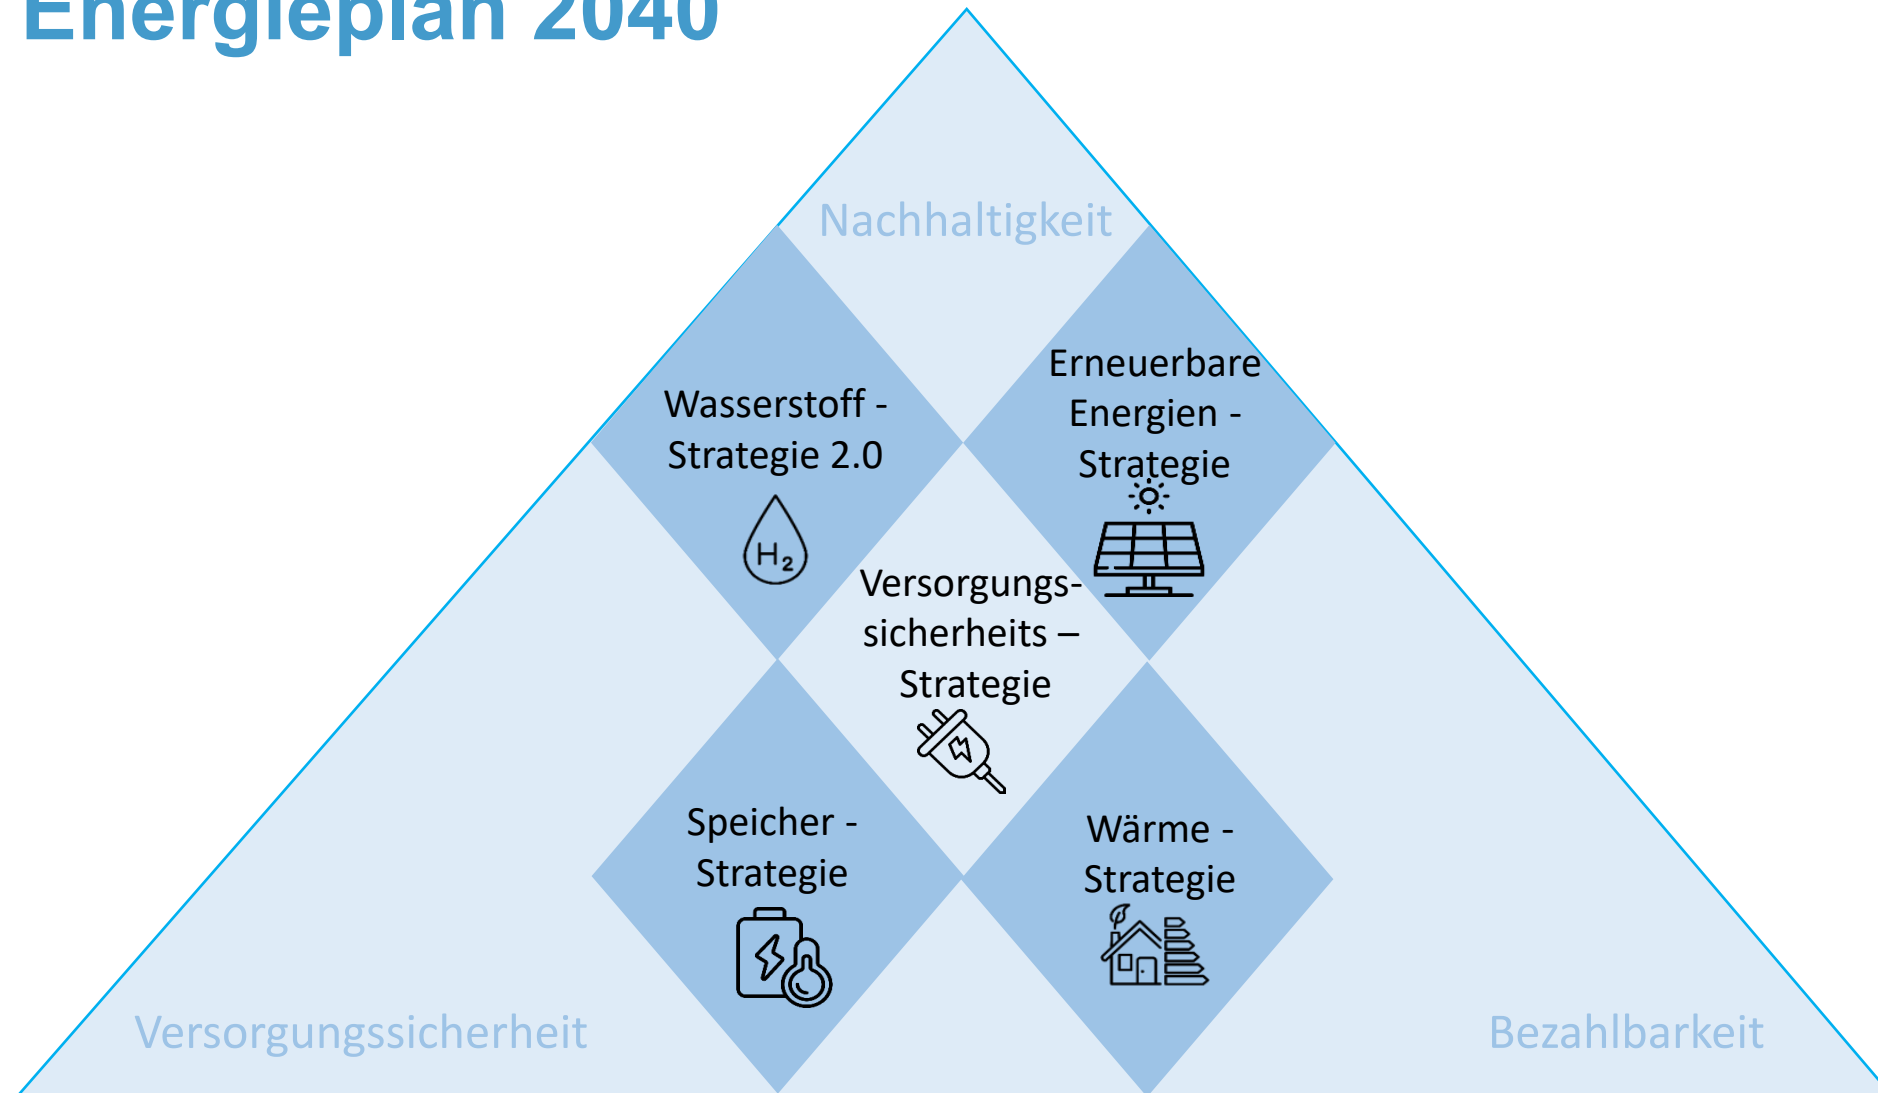 Energieplan 2040
Nachhaltigkeit
Wasserstoff -
Strategie 2.0
H2
Erneuerbare
Energien -
Strategie
Versorgungs-
sicherheits –
Strategie
Speicher -
Strategie
Wärme -
Strategie
Versorgungssicherheit
Bezahlbarkeit